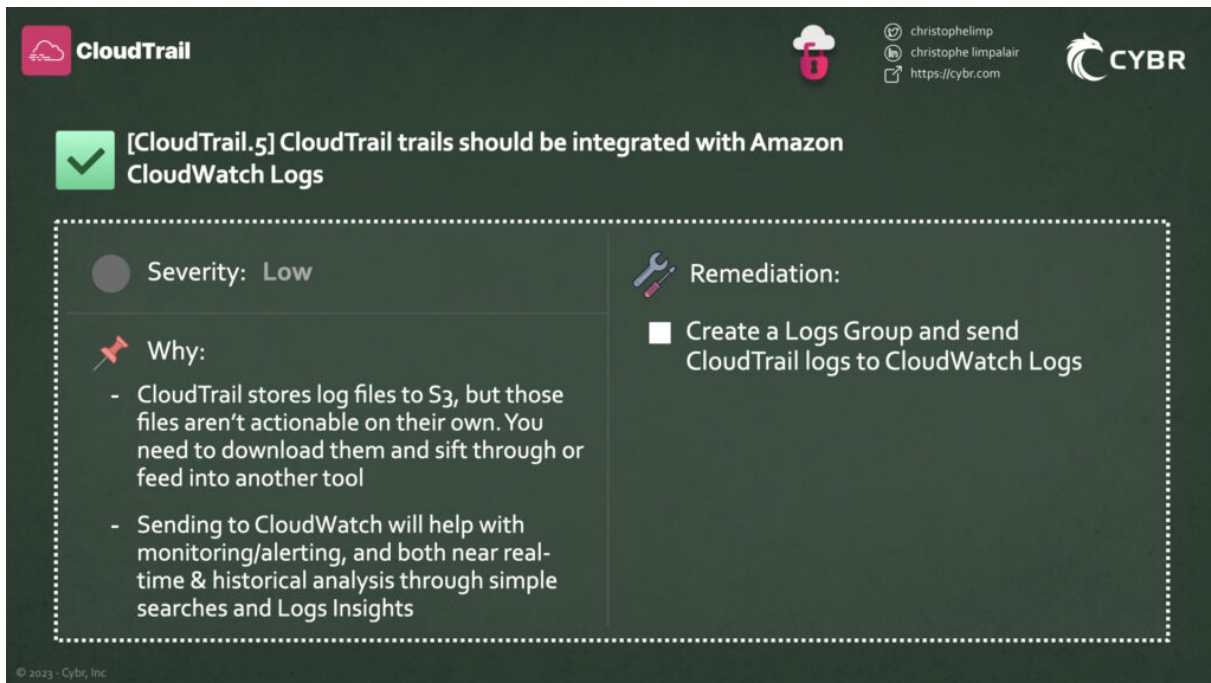 CloudTrail
christophelimp
christophe limpalair
https://cybr.com
CYBR
[CloudTrail.5] CloudTrail trails should be integrated with Amazon
CloudWatch Logs
Severity: Low
Why:
- CloudTrail stores log files to S3, but those
files aren't actionable on their own. You
need to download them and sift through or
feed into another tool
- Sending to CloudWatch will help with
monitoring/alerting, and both near real-
time & historical analysis through simple
searches and Logs Insights
Remediation:
Create a Logs Group and send
CloudTrail logs to CloudWatch Logs
© 2023 - Cybr, Inc